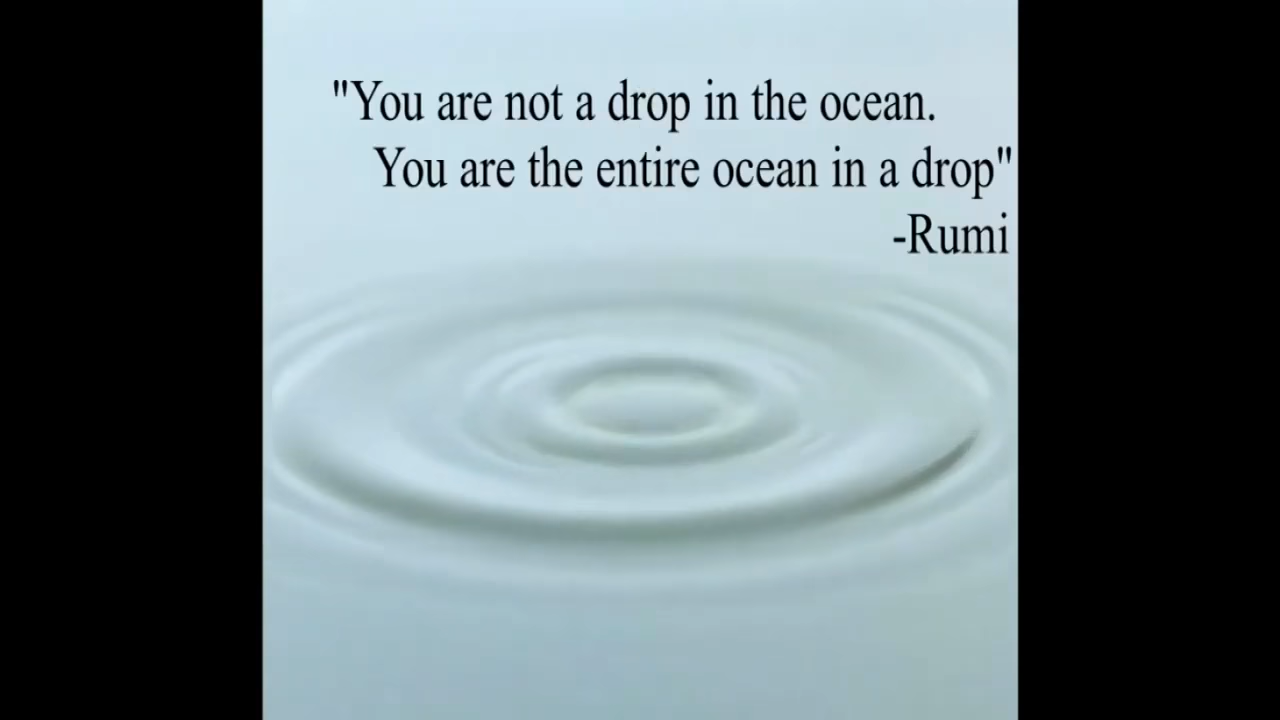 "You are not a drop in the ocean.
You are the entire ocean in a drop"
-Rumi